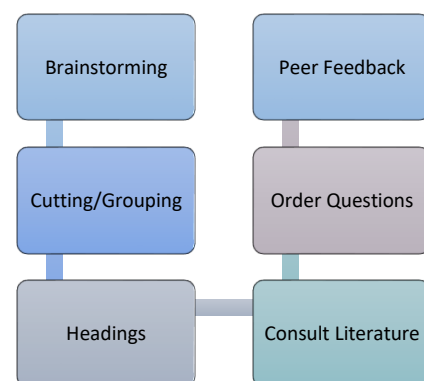 Brainstorming
Cutting/Grouping
Headings
Consult Literature
Order Questions
Peer Feedback